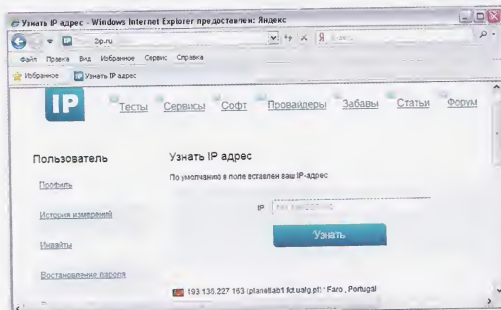 Узнать IP адрес - Windows Internet Explorer предоставлен: Яндекс
2ip.ru
Я
Файл Правка Вид Избранное Сервис Справка
Избранное IP Узнать IP адрес
IP Тесты Сервисы Софт Провайдеры Забавы Статьи Форум
Пользователь
Узнать IP адрес
Профиль
По умолчанию в поле вставлен ваш IP-адрес
История измерений
IP
Узнать
Инвайты
Востановление пароля
193.136.227.163 (planetlab1.fct.ualg.pt) : Faro , Portugal